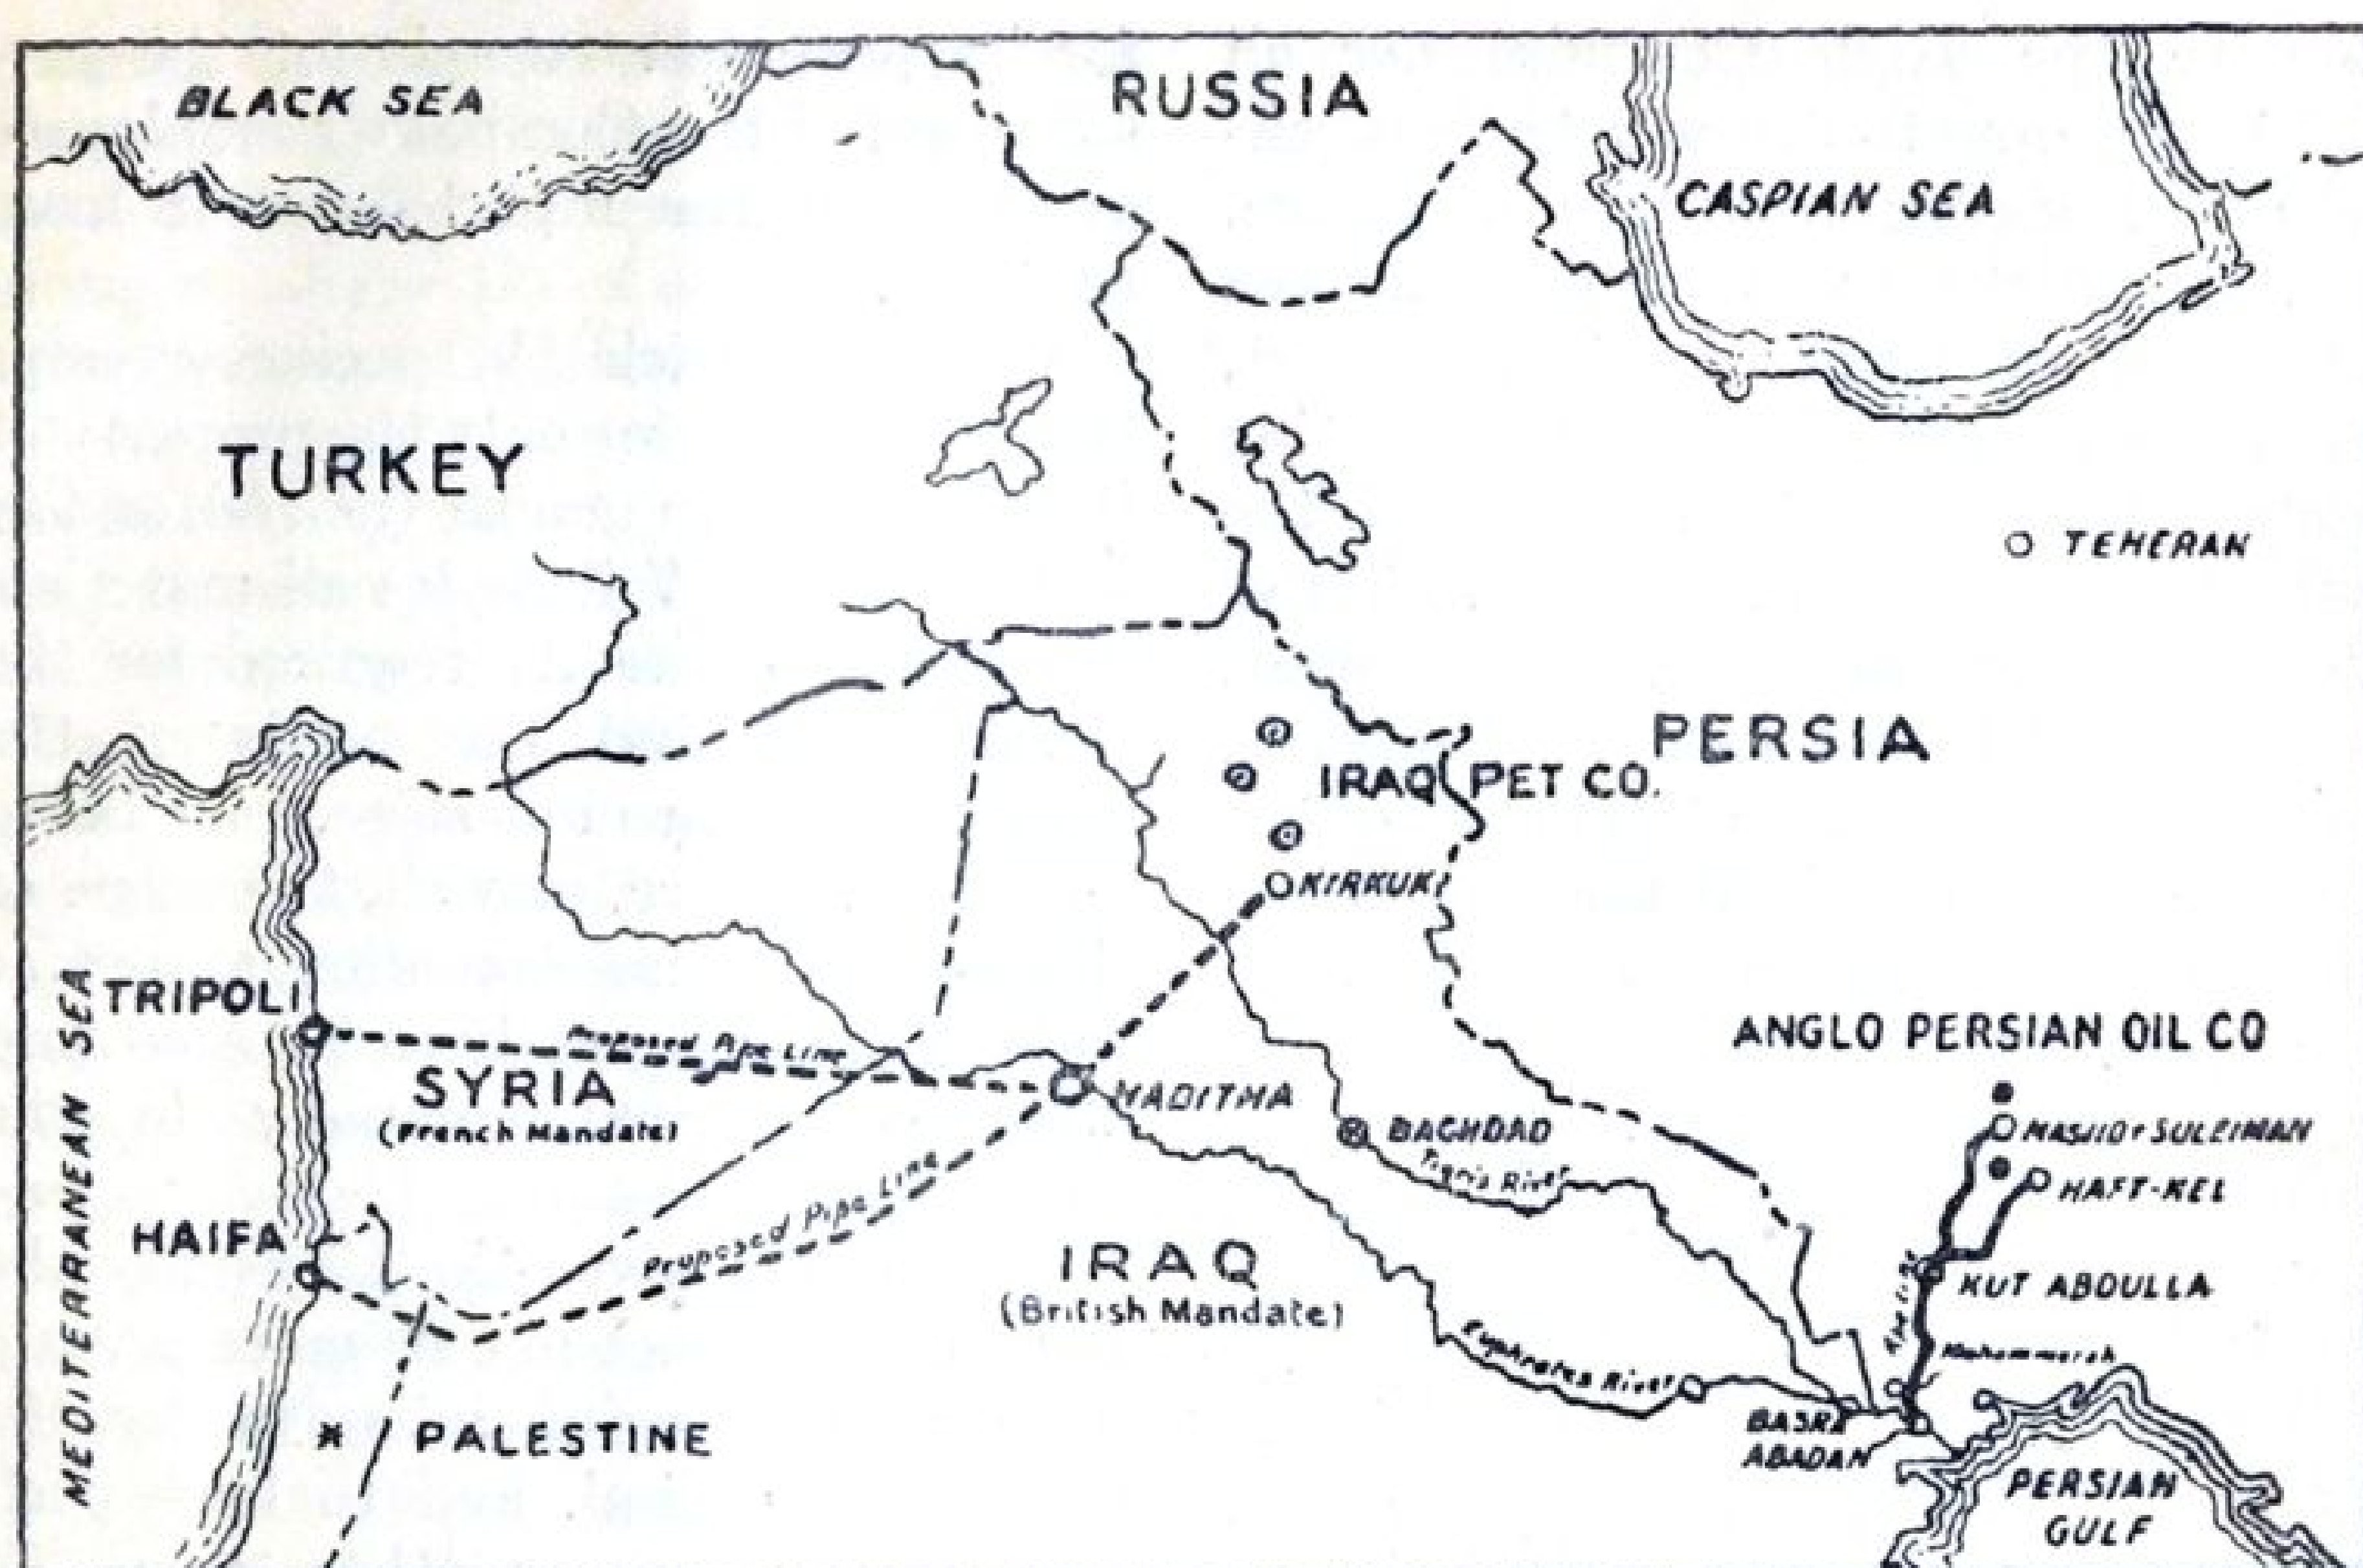 BLACK SEA
RUSSIA
CASPIAN SEA
TURKEY
TEHERAN
PERSIA
IRAQ PET CO.
KIRKUK
MEDITERRANEAN SEA
TRIPOLI
Proposed Pipe Line
SYRIA
(French Mandate)
HADITHA
ANGLO PERSIAN OIL CO
BAGHDAD
MASJID I SULEIMAN
Tigris River
HAFT-KEL
HAIFA
Proposed Pipe Line
IRAQ
(British Mandate)
KUT ABDULLA
Euphrates River
Mohammerah
PALESTINE
BASRA
ABADAN
PERSIAN
GULF